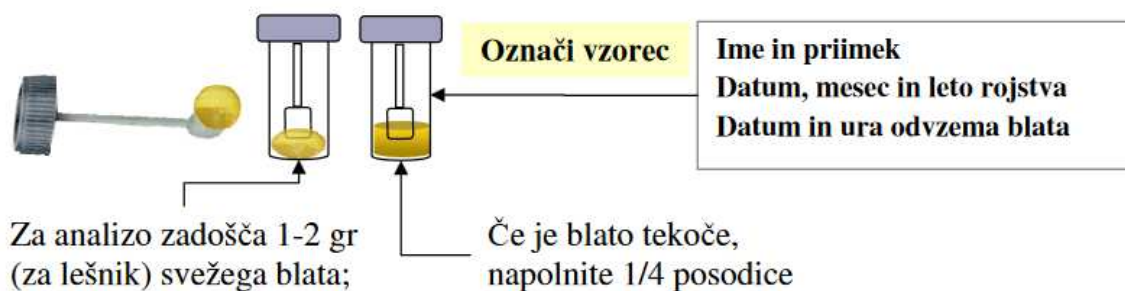 Označi vzorec
Ime in priimek
Datum, mesec in leto rojstva
Datum in ura odvzema blata
Za analizo zadošča 1-2 gr
(za lešnik) svežega blata;
Če je blato tekoče,
napolnite 1/4 posodice